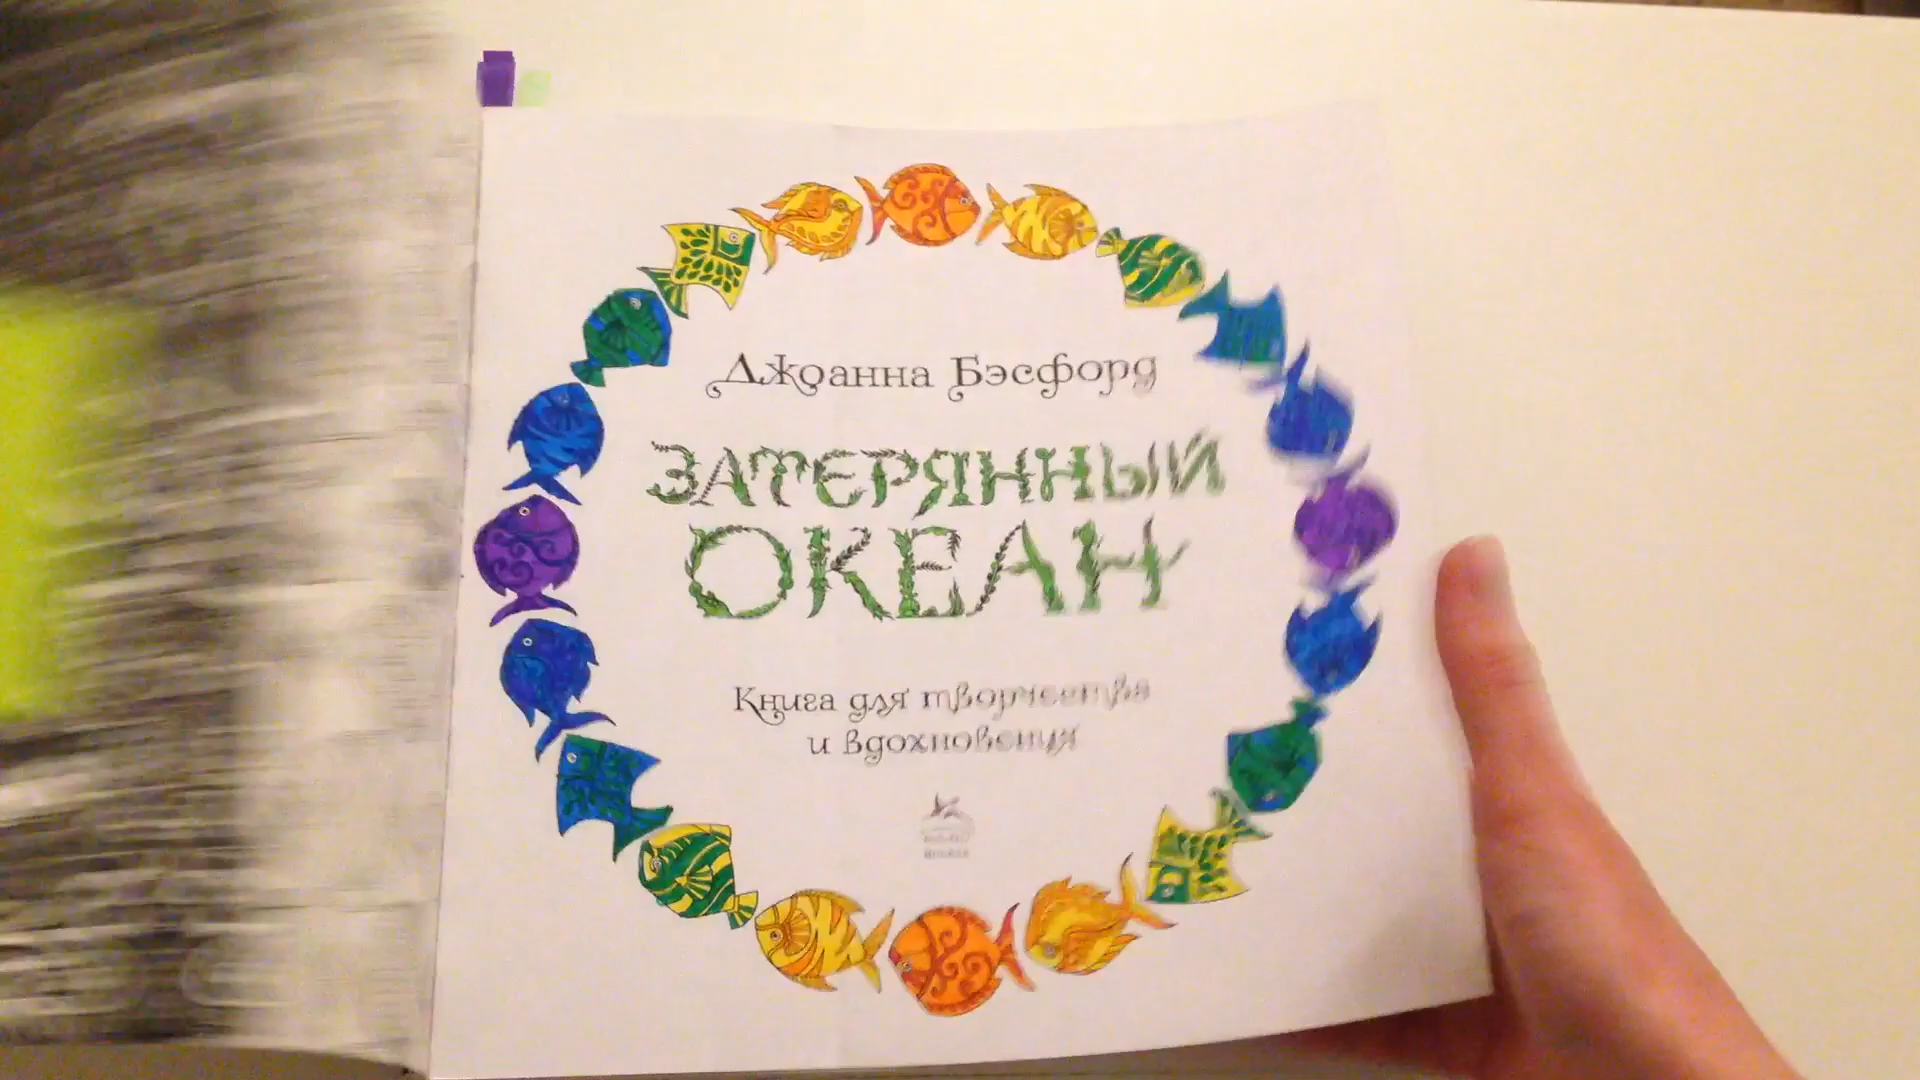 Джоанна Бэсфорд
ЗАТЕРЯННЫЙ
ОКЕАН
Книга для творчества
и вдохновения